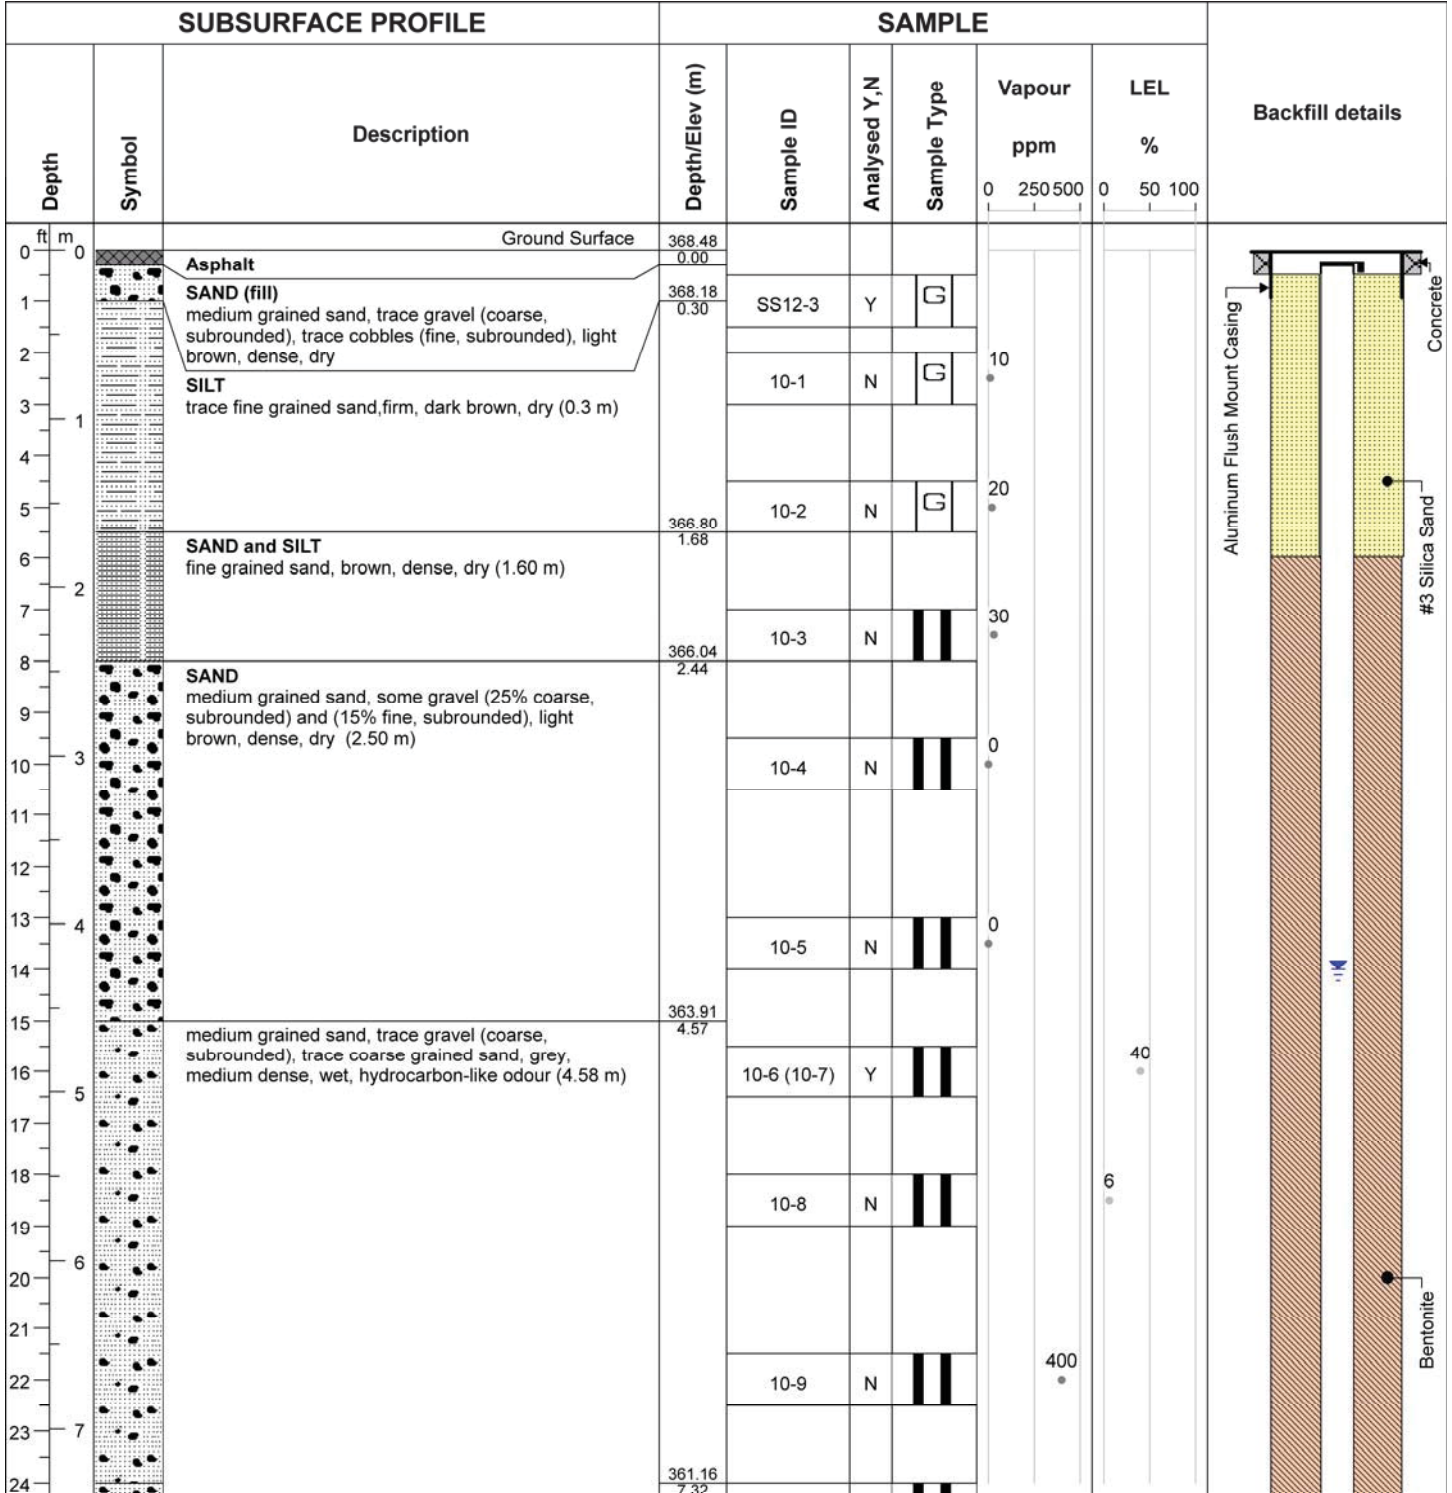 SUBSURFACE PROFILE
SAMPLE
Depth
Symbol
Description
Depth/Elev (m)
Sample ID
Analysed Y,N
Sample Type
Vapour
ppm
0 250 500
LEL
%
0 50 100
Backfill details
ft m
Ground Surface
368.48
0.00
0
0
Asphalt
SAND (fill)
medium grained sand, trace gravel (coarse,
subrounded), trace cobbles (fine, subrounded), light
brown, dense, dry
368.18
0.30
1
SS12-3 Y G
2
SILT
trace fine grained sand,firm, dark brown, dry (0.3 m)
10-1 N G 10
3
1
4
5
10-2 N G 20
366.80
1.68
SAND and SILT
fine grained sand, brown, dense, dry (1.60 m)
6
2
7
10-3 N 30
366.04
2.44
8
SAND
medium grained sand, some gravel (25% coarse,
subrounded) and (15% fine, subrounded), light
brown, dense, dry (2.50 m)
9
3
10
10-4 N 0
11
12
13
4
10-5 N 0
14
363.91
4.57
15
medium grained sand, trace gravel (coarse,
subrounded), trace coarse grained sand, grey,
medium dense, wet, hydrocarbon-like odour (4.58 m)
16
10-6 (10-7) Y 40
5
17
18
10-8 N 6
19
6
20
21
22
10-9 N 400
23
7
361.16
7.32
24
Aluminum Flush Mount Casing
Concrete
#3 Silica Sand
Bentonite